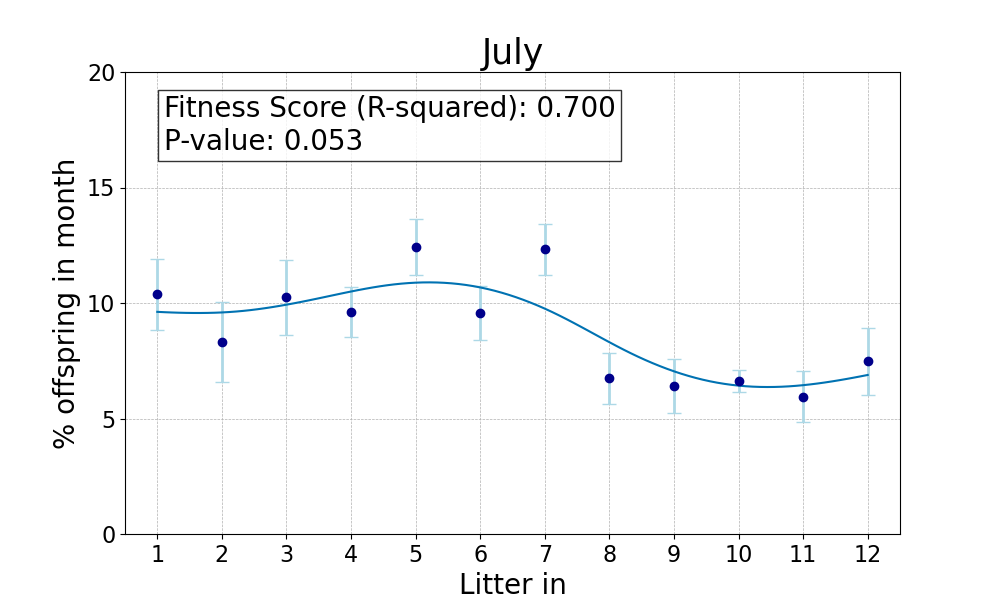 July
Fitness Score (R-squared): 0.700
P-value: 0.053
% offspring in month
20
15
10
5
0
1 2 3 4 5 6 7 8 9 10 11 12
Litter in